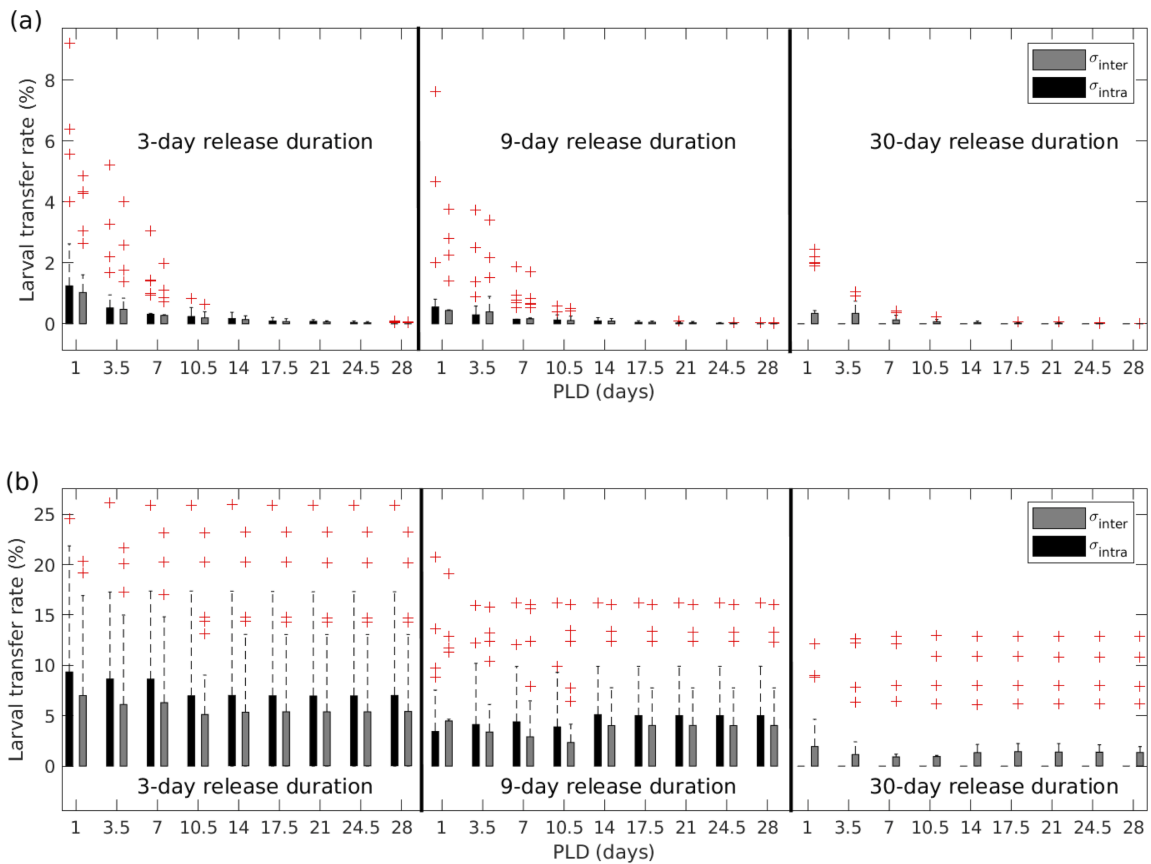 (a)
Larval transfer rate (%)
8
6
4
2
0
3-day release duration
9-day release duration
30-day release duration
σinter
σintra
1 3.5 7 10.5 14 17.5 21 24.5 28 1 3.5 7 10.5 14 17.5 21 24.5 28 1 4.5 7 10.5 14 17.5 21 24.5 28
PLD (days)
(b)
Larval transfer rate (%)
25
20
15
10
5
0
σinter
σintra
3-day release duration
9-day release duration
30-day release duration
1 3.5 7 10.5 14 17.5 21 24.5 28 1 3.5 7 10.5 14 17.5 21 24.5 28 1 3.5 7 10.5 14 17.5 21 24.5 28
PLD (days)